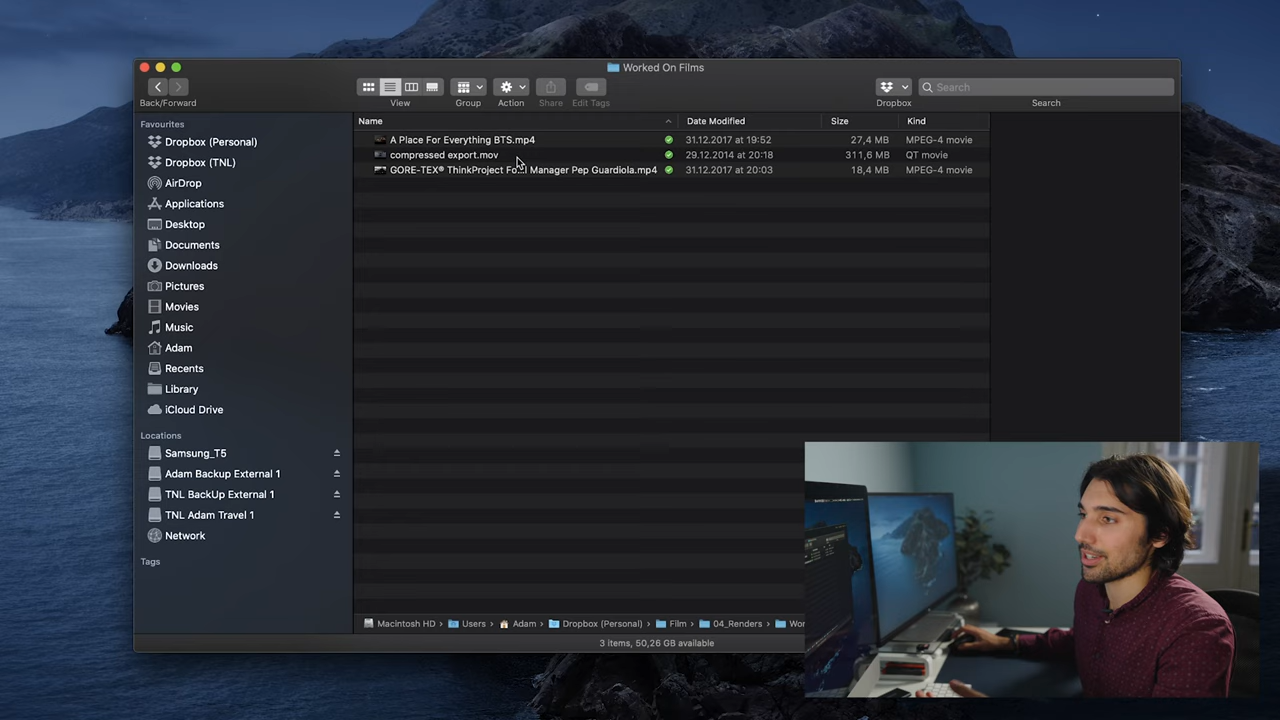 Worked On Films
Back/Forward View Group Action Share Edit Tags Dropbox Search Search
Favourites
Dropbox (Personal)
Dropbox (TNL)
AirDrop
Applications
Desktop
Documents
Downloads
Pictures
Movies
Music
Adam
Recents
Library
iCloud Drive
Locations
Samsung_T5
Adam Backup External 1
TNL BackUp External 1
TNL Adam Travel 1
Network
Tags
Name Date Modified Size Kind
A Place For Everything BTS.mp4 31.12.2017 at 19:52 27,4 MB MPEG-4 movie
compressed export.mov 29.12.2014 at 20:18 311,6 MB QT movie
GORE-TEX® ThinkProject Manager Pep Guardiola.mp4 31.12.2017 at 20:03 18,4 MB MPEG-4 movie
Macintosh HD › Users › Adam › Dropbox (Personal) › Film › 04_Renders › Wor
3 items, 50,26 GB available